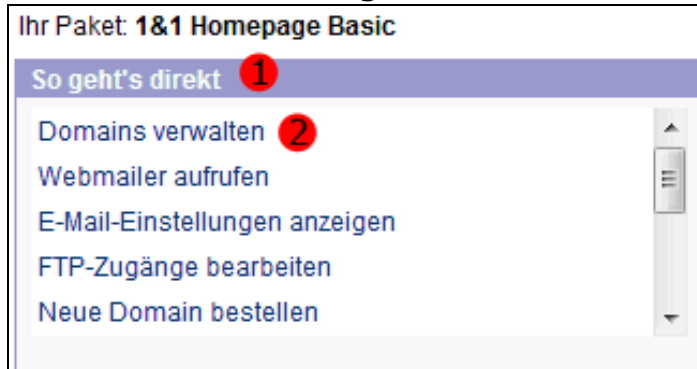 Ihr Paket: 1&1 Homepage Basic
So geht's direkt 1
Domains verwalten 2
Webmailer aufrufen
E-Mail-Einstellungen anzeigen
FTP-Zugänge bearbeiten
Neue Domain bestellen